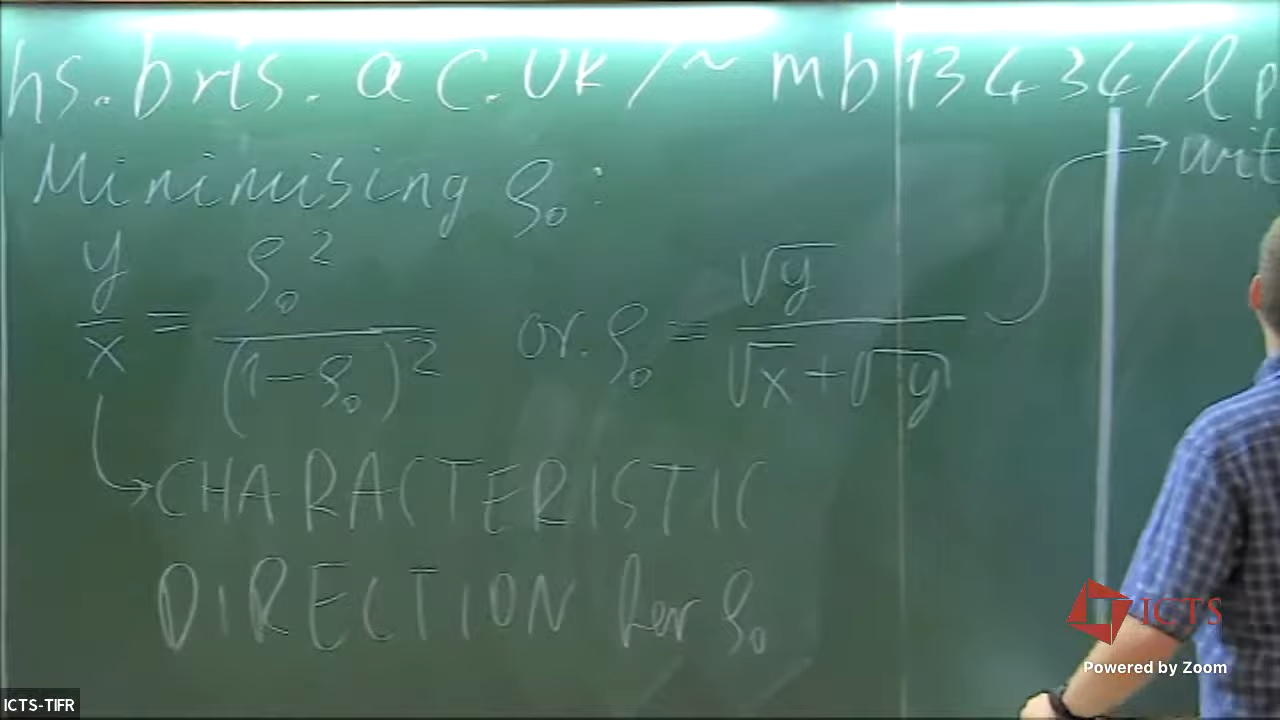 hs.bris.ac.uk/~mb13434/lp
Minimising ρ₀:
y/x = ρ₀²/(1-ρ₀)² or. ρ₀ = √y/(√x+√y)
CHARACTERISTIC
DIRECTION for ρ₀
ICTS
Powered by Zoom
ICTS-TIFR